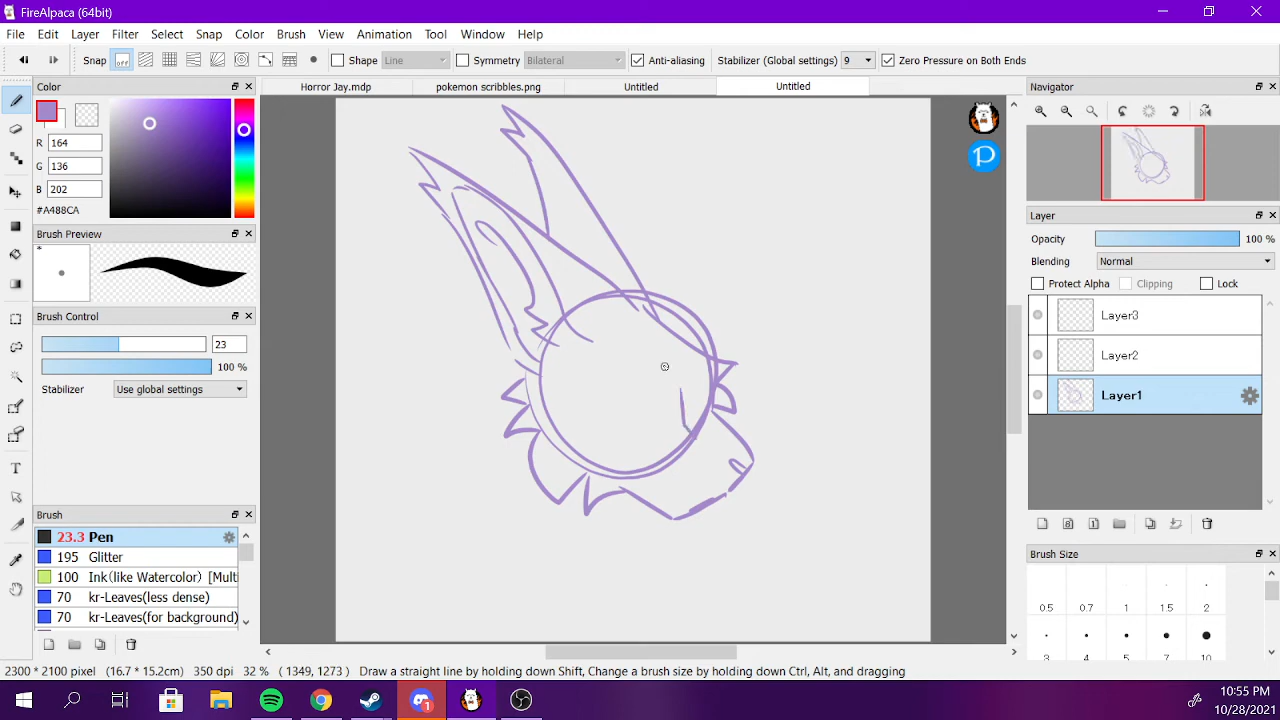 FireAlpaca (64bit)
File Edit Layer Filter Select Snap Color Brush View Animation Tool Window Help
Snap off Shape Line Symmetry Bilateral Anti-aliasing Stabilizer (Global settings) 9 Zero Pressure on Both Ends
Color
R 164
G 136
B 202
#A488CA
Brush Preview
*
Brush Control
23
100 %
Stabilizer Use global settings
Brush
23.3 Pen
195 Glitter
100 Ink(like Watercolor) [Multi
70 kr-Leaves(less dense)
70 kr-Leaves(for background)
Horror Jay.mdp pokemon scribbles.png Untitled Untitled
Navigator
Layer
Opacity 100 %
Blending Normal
Protect Alpha Clipping Lock
Layer3
Layer2
Layer1
Brush Size
0.5 0.7 1 1.5 2
3 4 5 7 10
2300 * 2100 pixel (16.7 * 15.2cm) 350 dpi 32 % ( 1349, 1273 ) Draw a straight line by holding down Shift, Change a brush size by holding down Ctrl, Alt, and dragging
1
10:55 PM
10/28/2021